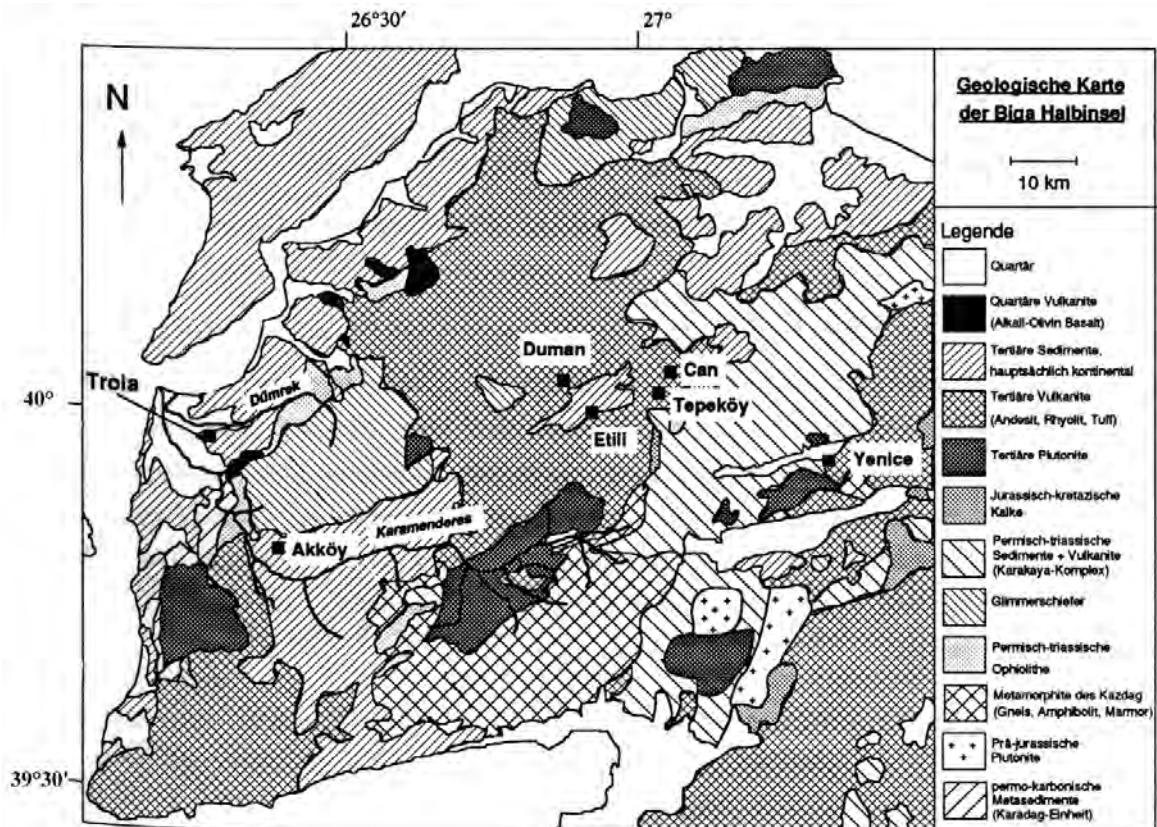 26°30'
27°
N
Geologische Karte
der Biga Halbinsel
10 km
Legende
Quartär
Quartäre Vulkanite
(Alkali-Olivin Basalt)
Tertiäre Sedimente,
hauptsächlich kontinental
Tertiäre Vulkanite
(Andesit, Rhyolit, Tuff)
Tertiäre Plutonite
Jurassisch-kretazische
Kalke
Permisch-triassische
Sedimente + Vulkanite
(Karakaya-Komplex)
Glimmerschiefer
Permisch-triassische
Ophiolithe
Metamorphite des Kazdag
(Gneis, Amphibolit, Marmor)
Prä-jurassische
Plutonite
permo-karbonische
Metasedimente
(Karadag-Einheit)
Duman
Can
Troia
Dümrek
40°
Tepeköy
Etili
Yenice
Karamenderes
Akköy
39°30'